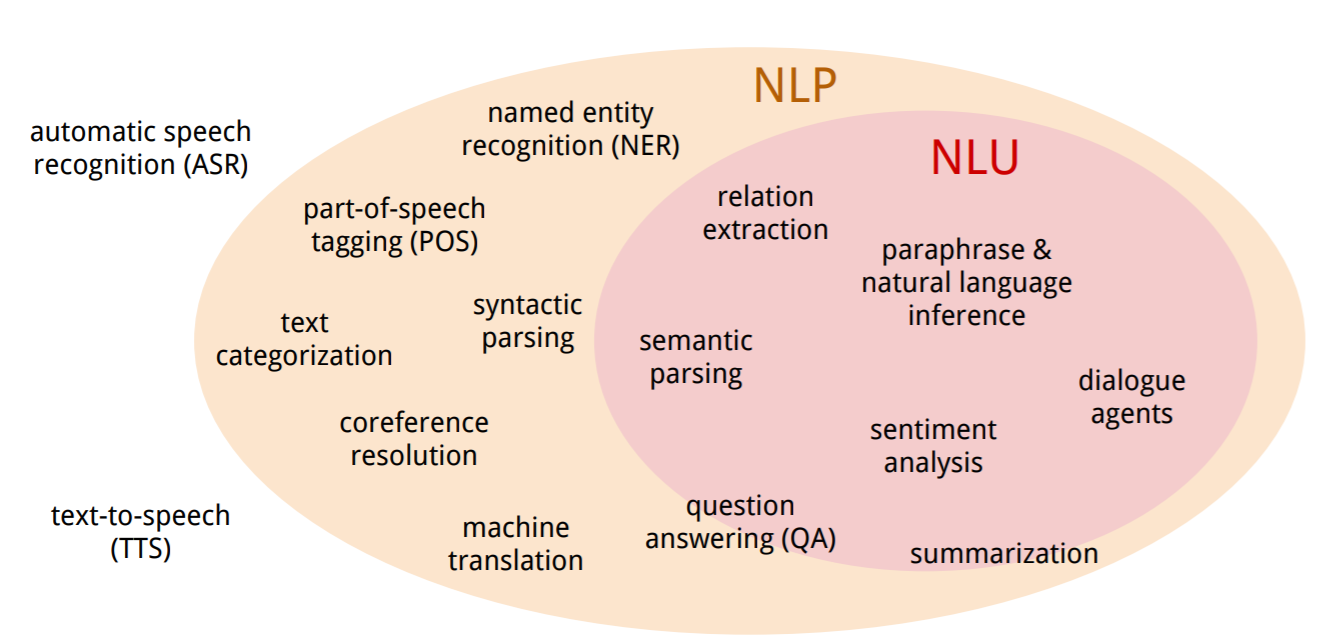 NLP
NLU
automatic speech
recognition (ASR)
named entity
recognition (NER)
part-of-speech
tagging (POS)
relation
extraction
paraphrase &
natural language
inference
text
categorization
syntactic
parsing
semantic
parsing
dialogue
agents
coreference
resolution
sentiment
analysis
text-to-speech
(TTS)
machine
translation
question
answering (QA)
summarization